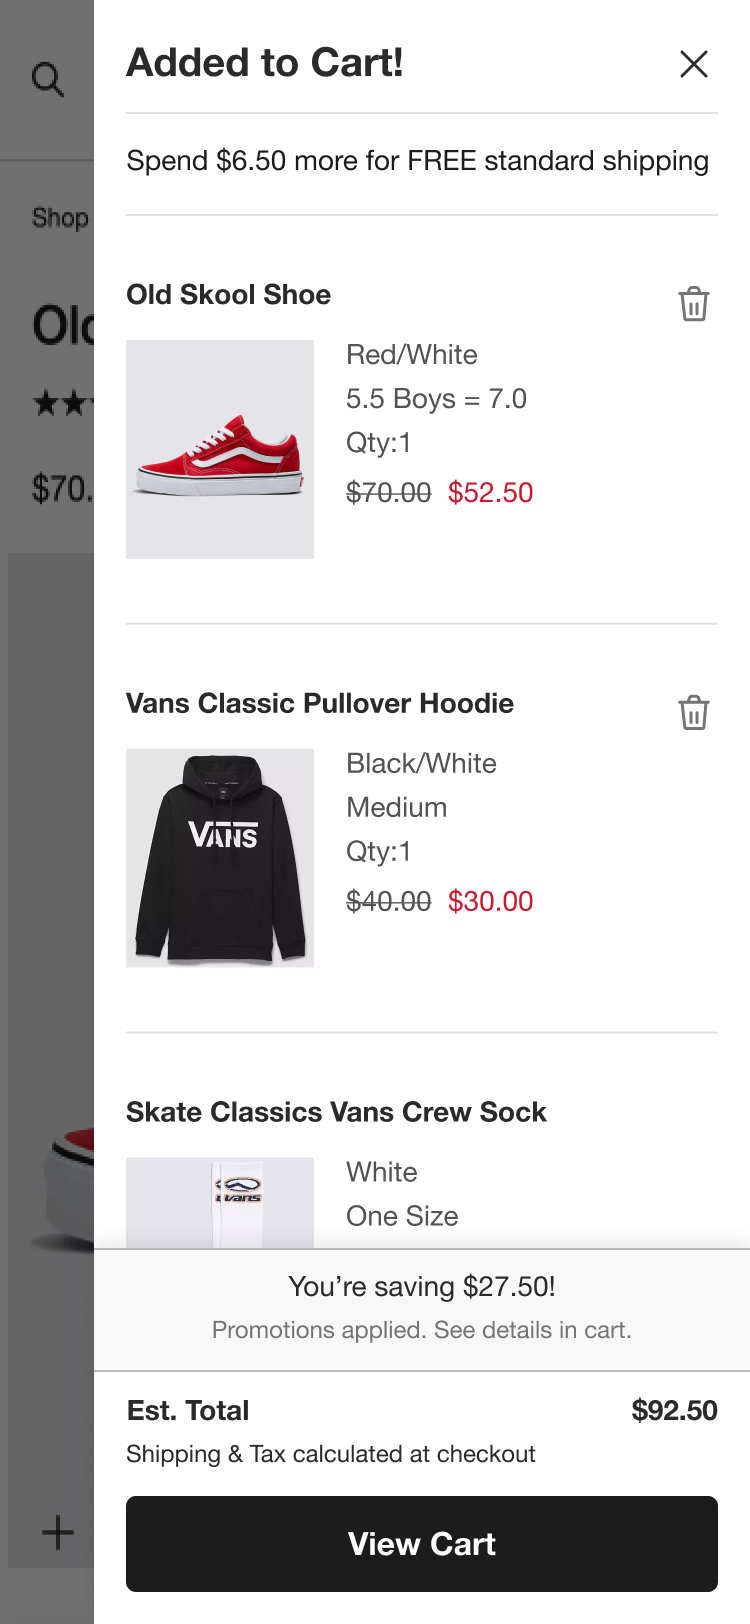 Added to Cart!
Spend $6.50 more for FREE standard shipping
Shop
Old Skool Shoe
Red/White
5.5 Boys = 7.0
Qty:1
$70.00 $52.50
$70.
Vans Classic Pullover Hoodie
Black/White
Medium
Qty:1
$40.00 $30.00
VANS
Skate Classics Vans Crew Sock
White
One Size
Vans
You’re saving $27.50!
Promotions applied. See details in cart.
Est. Total $92.50
Shipping & Tax calculated at checkout
View Cart